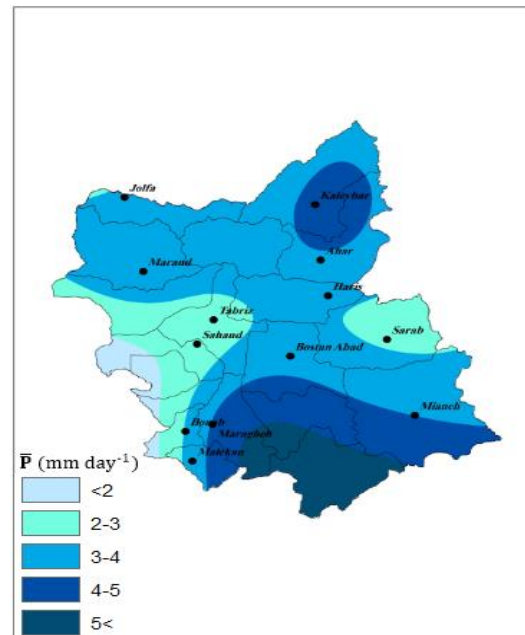 Jolfa
Kaleybar
Ahar
Marand
Haris
Tabriz
Sarab
Sahand
Bostan Abad
Mianeh
Bonab
Maragheh
Malekan
P̅ (mm day⁻¹)
<2
2-3
3-4
4-5
5<